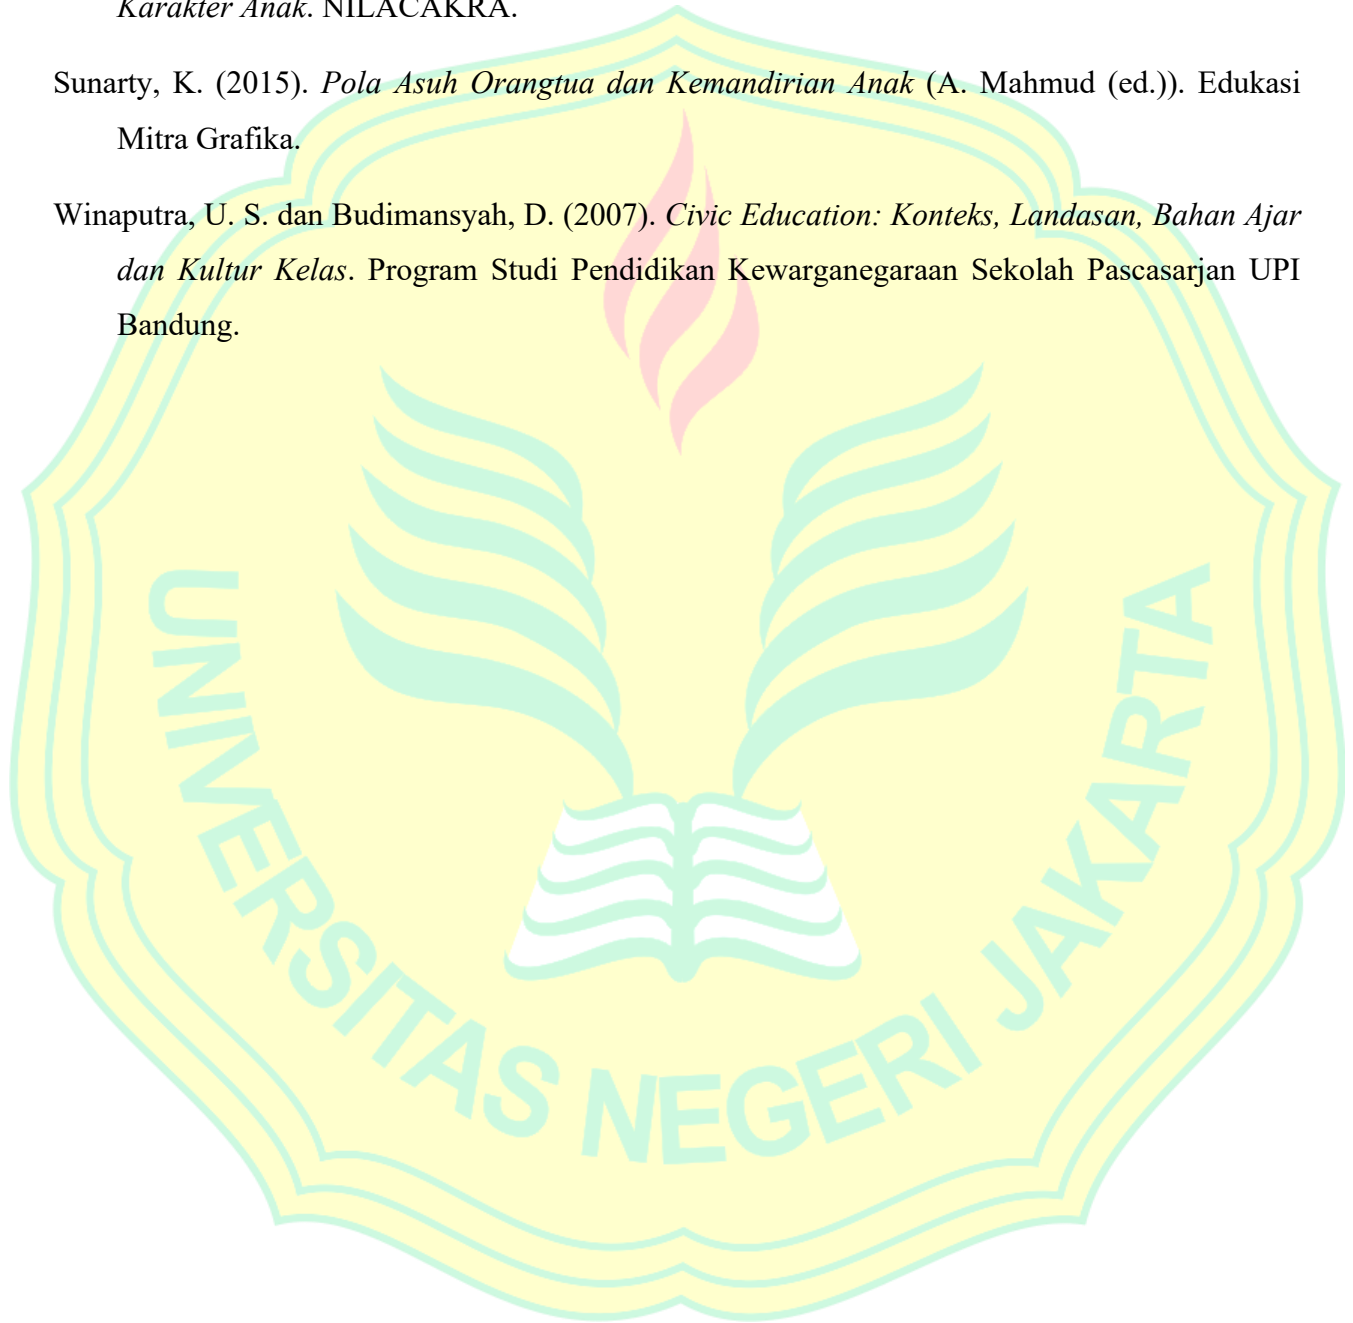 Karakter Anak. NILACAKRA.
Sunarty, K. (2015). Pola Asuh Orangtua dan Kemandirian Anak (A. Mahmud (ed.)). Edukasi
Mitra Grafika.
Winaputra, U. S. dan Budimansyah, D. (2007). Civic Education: Konteks, Landasan, Bahan Ajar
dan Kultur Kelas. Program Studi Pendidikan Kewarganegaraan Sekolah Pascasarjan UPI
Bandung.
UNIVERSITAS NEGERI JAKARTA